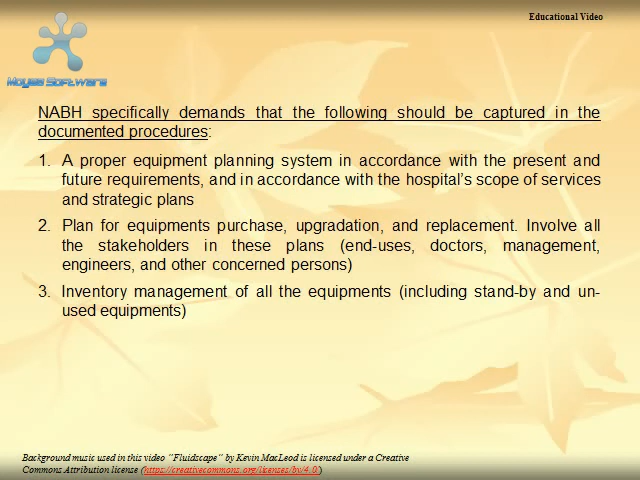 Educational Video
Moyee Software
NABH specifically demands that the following should be captured in the
documented procedures:
1. A proper equipment planning system in accordance with the present and
future requirements, and in accordance with the hospital's scope of services
and strategic plans
2. Plan for equipments purchase, upgradation, and replacement. Involve all
the stakeholders in these plans (end-uses, doctors, management,
engineers, and other concerned persons)
3. Inventory management of all the equipments (including stand-by and un-
used equipments)
Background music used in this video "Fluidscape" by Kevin MacLeod is licensed under a Creative
Commons Attribution license (https://creativecommons.org/licenses/by/4.0/)